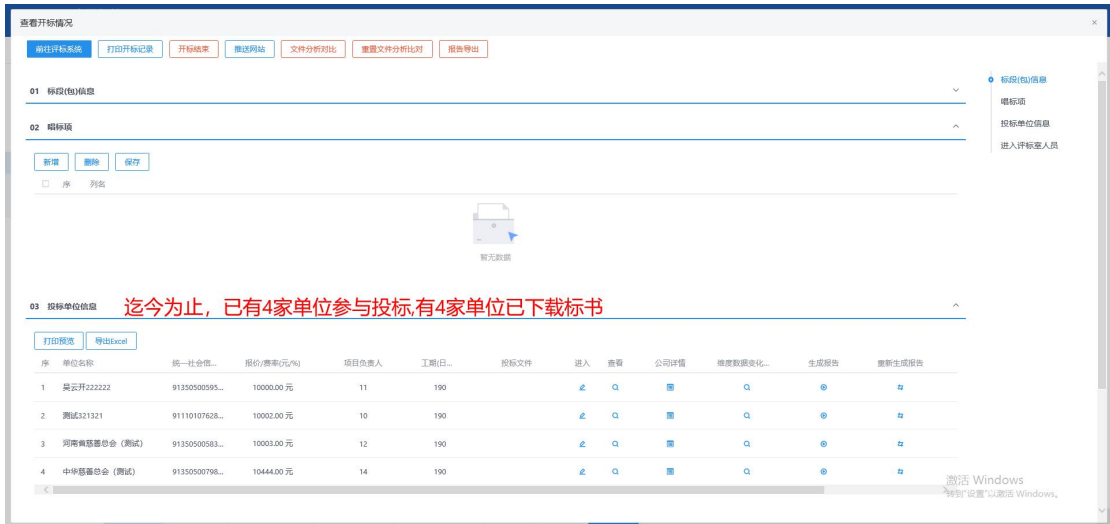 查看开标情况
×
前往评标系统 打印开标记录 开标结束 推送网站 文件分析对比 重置文件分析比对 报告导出
标段(包)信息
唱标项
投标单位信息
进入评标室人员
01 标段(包)信息
02 唱标项
新增 删除 保存
序 列名
暂无数据
03 投标单位信息 迄今为止，已有4家单位参与投标,有4家单位已下载标书
打印预览 导出Excel
序 单位名称 统一社会信... 报价/费率(元/%) 项目负责人 工期(日... 投标文件 进入 查看 公司详情 维度数据变化... 生成报告 重新生成报告
1 吴云开222222 91350500595... 10000.00 元 11 190
2 测试321321 91110107628... 10002.00 元 10 190
3 河南省慈善总会（测试） 91350500583... 10003.00 元 12 190
4 中华慈善总会（测试） 91350500798... 10444.00 元 14 190
激活 Windows
转到"设置"以激活 Windows。